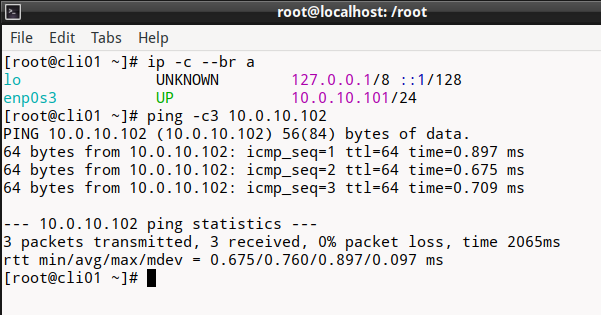 root@localhost: /root
File Edit Tabs Help
[root@cli01 ~]# ip -c --br a
lo UNKNOWN 127.0.0.1/8 ::1/128
enp0s3 UP 10.0.10.101/24
[root@cli01 ~]# ping -c3 10.0.10.102
PING 10.0.10.102 (10.0.10.102) 56(84) bytes of data.
64 bytes from 10.0.10.102: icmp_seq=1 ttl=64 time=0.897 ms
64 bytes from 10.0.10.102: icmp_seq=2 ttl=64 time=0.675 ms
64 bytes from 10.0.10.102: icmp_seq=3 ttl=64 time=0.709 ms
--- 10.0.10.102 ping statistics ---
3 packets transmitted, 3 received, 0% packet loss, time 2065ms
rtt min/avg/max/mdev = 0.675/0.760/0.897/0.097 ms
[root@cli01 ~]#